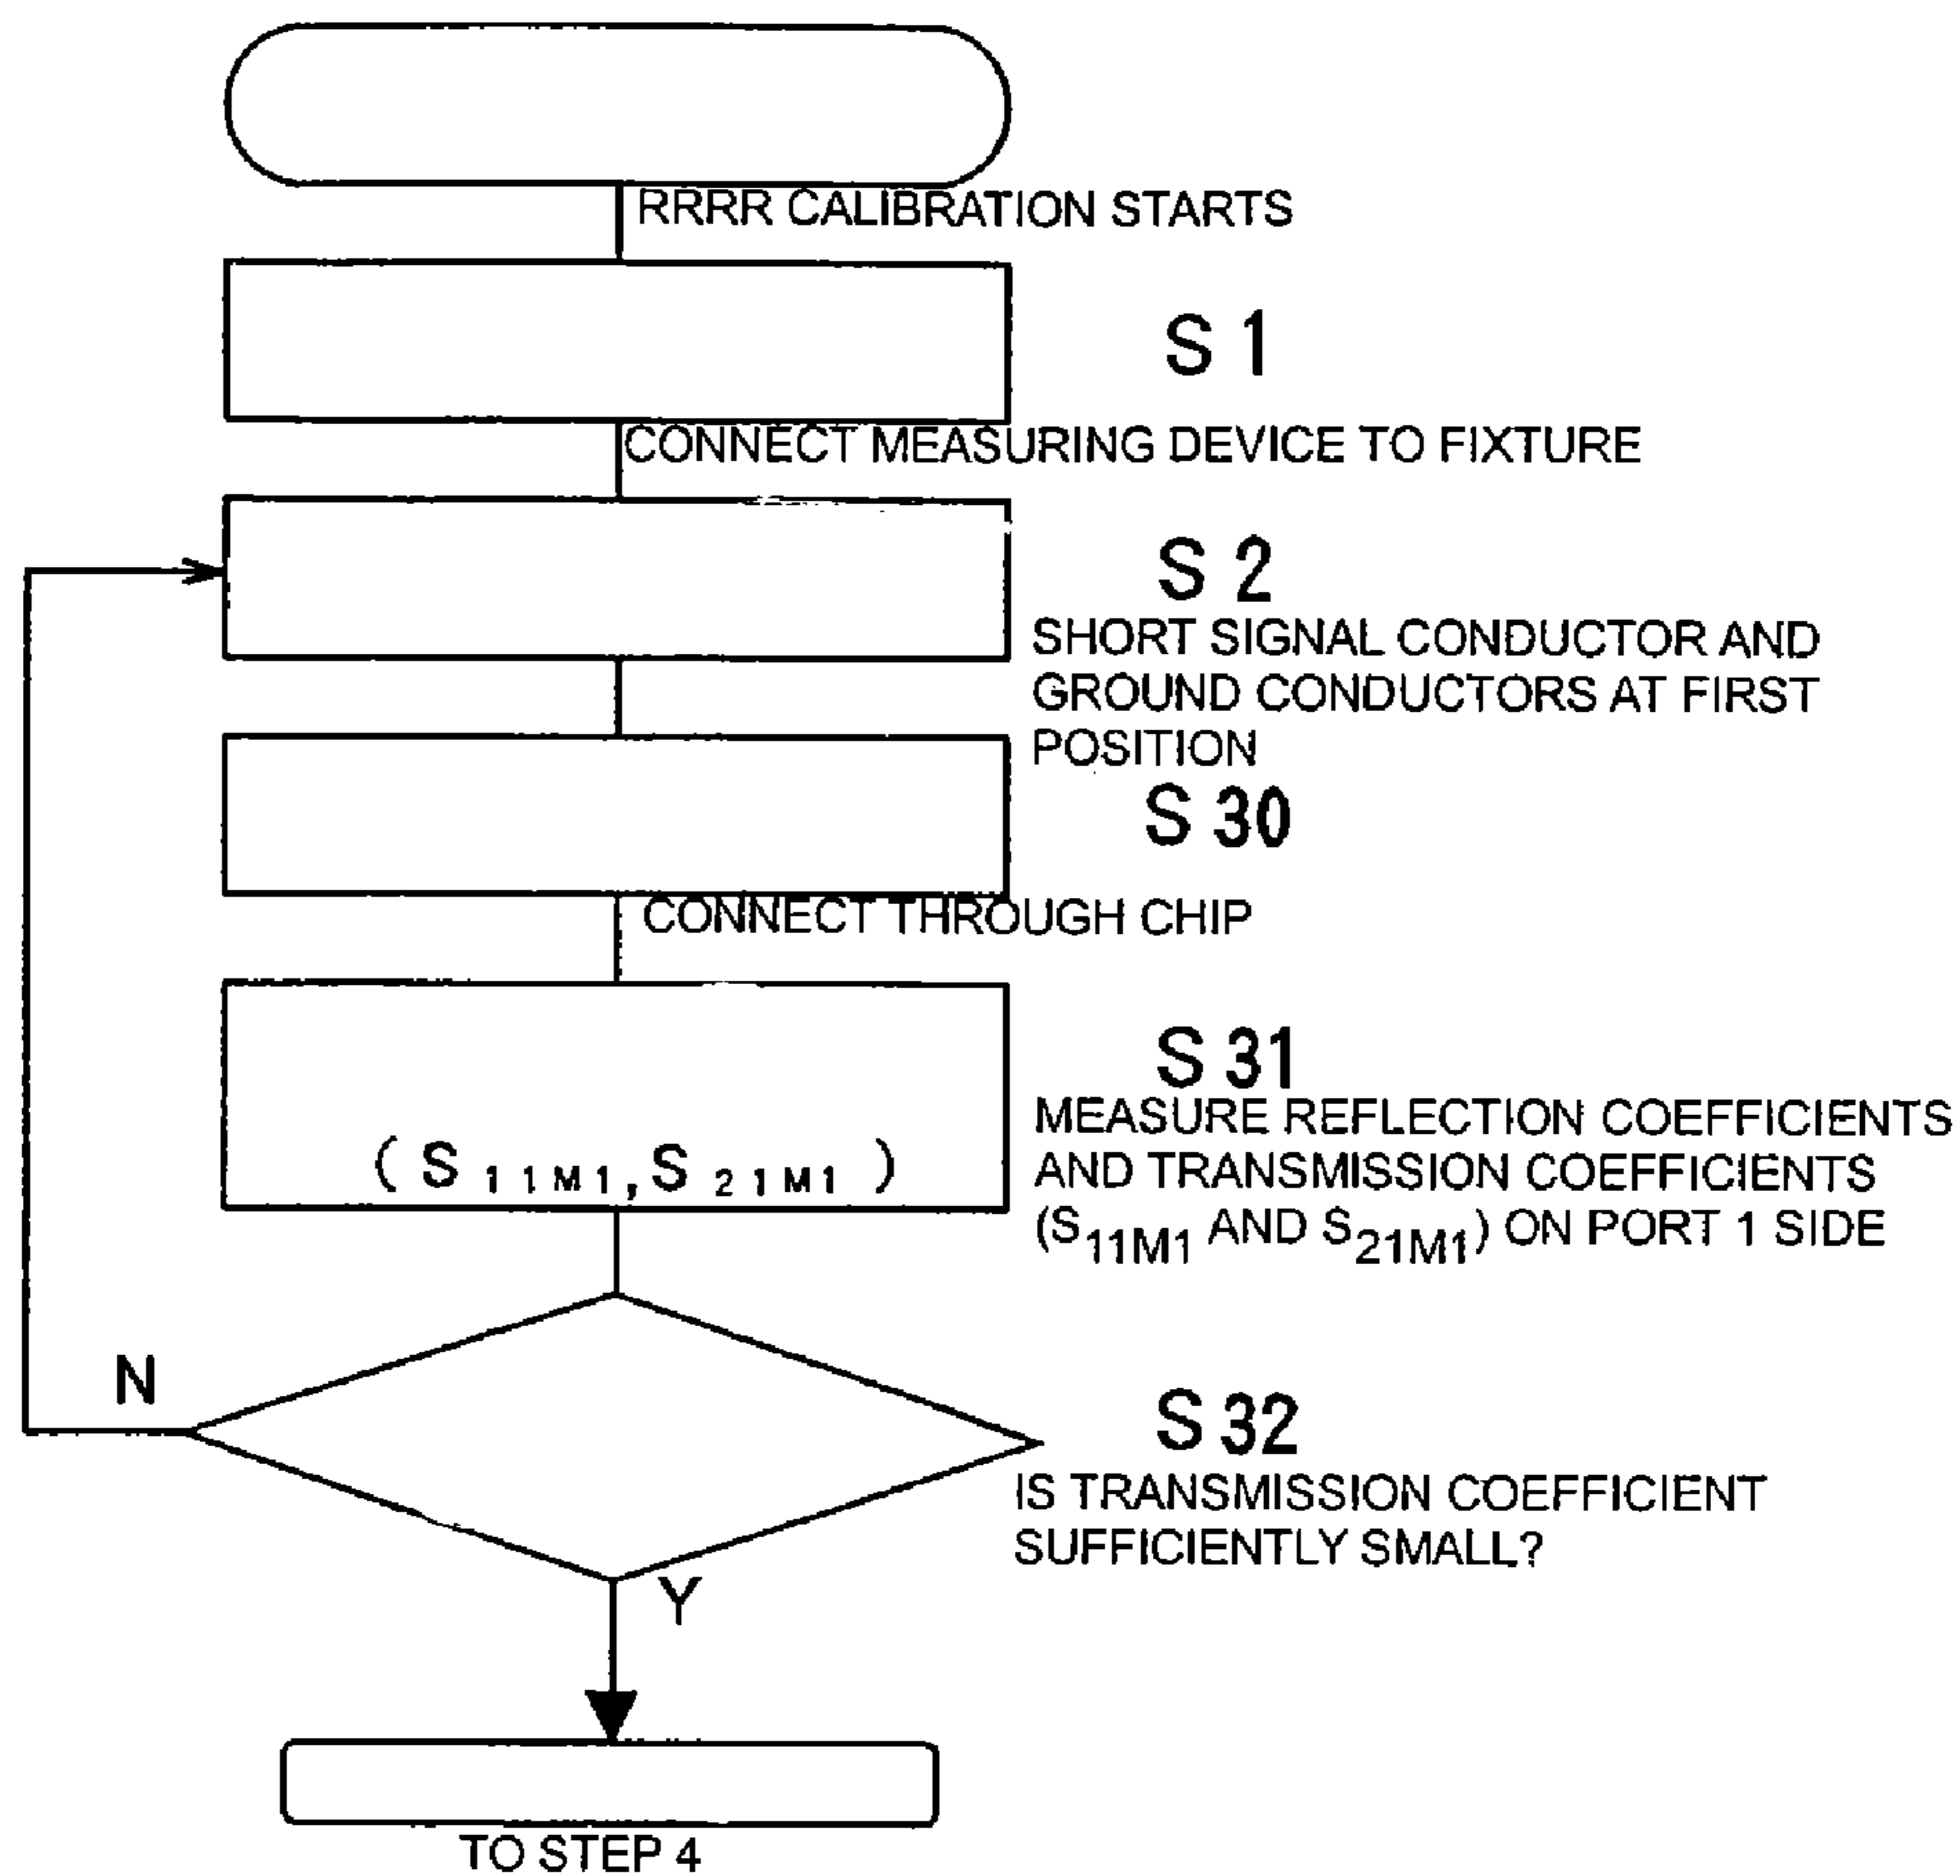 RRRR CALIBRATION STARTS
S 1
CONNECT MEASURING DEVICE TO FIXTURE
S 2
SHORT SIGNAL CONDUCTOR AND
GROUND CONDUCTORS AT FIRST
POSITION
S 30
CONNECT THROUGH CHIP
S 31
MEASURE REFLECTION COEFFICIENTS
AND TRANSMISSION COEFFICIENTS
(S11M1 AND S21M1) ON PORT 1 SIDE
(S11M1,S21M1)
N
S 32
IS TRANSMISSION COEFFICIENT
SUFFICIENTLY SMALL?
Y
TO STEP 4